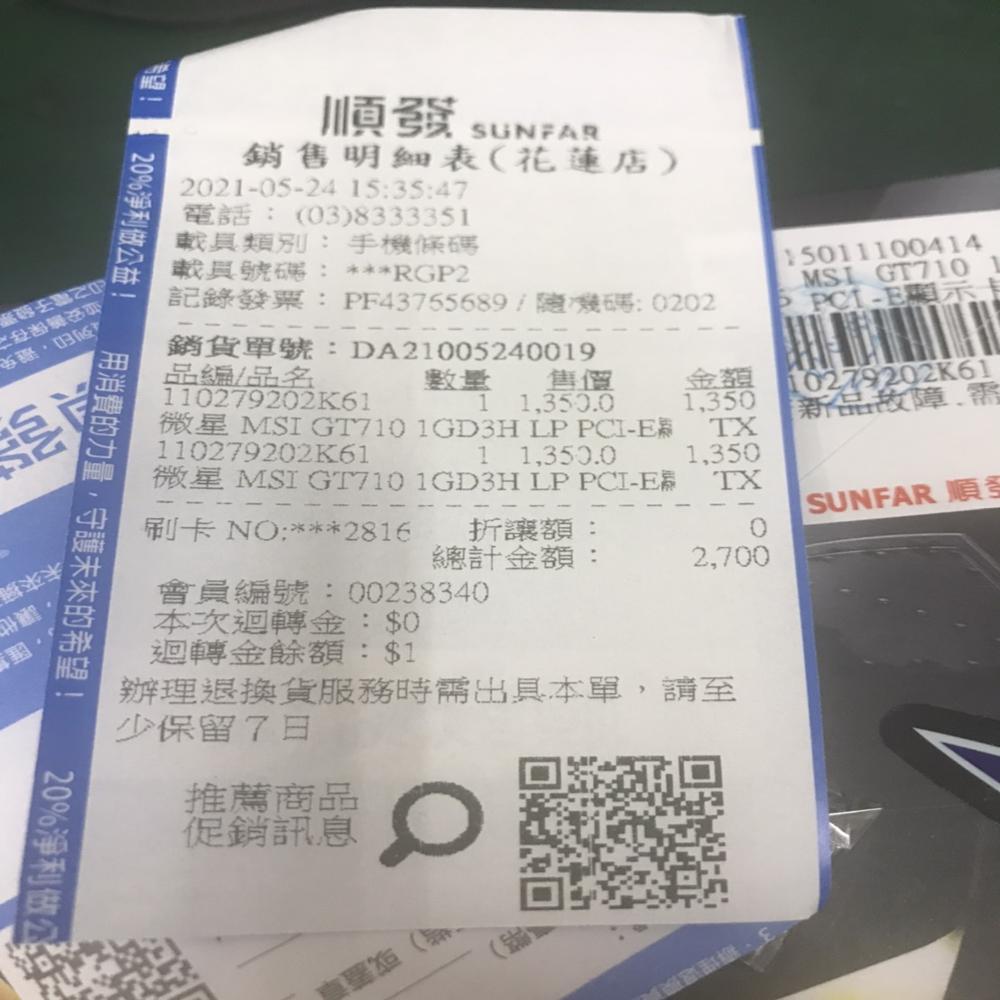 順發 SUNFAR
銷售明細表(花蓮店)
2021-05-24 15:35:47
電話： (03)8333351
載具類別： 手機條碼
載具號碼： ***RGP2
記錄發票： PF43765689 / 隨機碼: 0202
銷貨單號：DA21005240019
品編/品名 數量 售價 金額
110279202K61 1 1,350.0 1,350
微星 MSI GT710 1GD3H LP PCI-E TX
110279202K61 1 1,350.0 1,350
微星 MSI GT710 1GD3H LP PCI-E TX
刷卡 NO:***2816 折讓額： 0
總計金額： 2,700
會員編號：00238340
本次迴轉金：$0
迴轉金餘額：$1
辦理退換貨服務時需出具本單，請至
少保留７日
推薦商品
促銷訊息
希望！
20%淨利做公益！
用消費的力量，守護未來的希望！
20%淨利做公
15011100414
MSI GT710 1
PCI-E顯示卡
10279202K61
新品故障.需
SUNFAR 順發